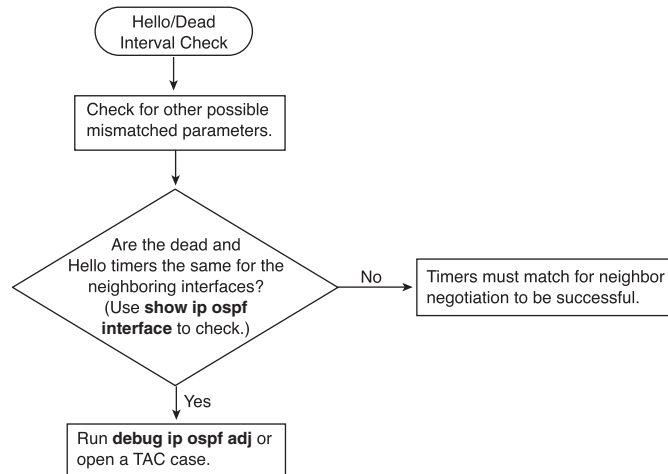 Hello/Dead
Interval Check
Check for other possible
mismatched parameters.
Are the dead and
Hello timers the same for the
neighboring interfaces?
(Use show ip ospf
interface to check.)
No
Timers must match for neighbor
negotiation to be successful.
Yes
Run debug ip ospf adj or
open a TAC case.